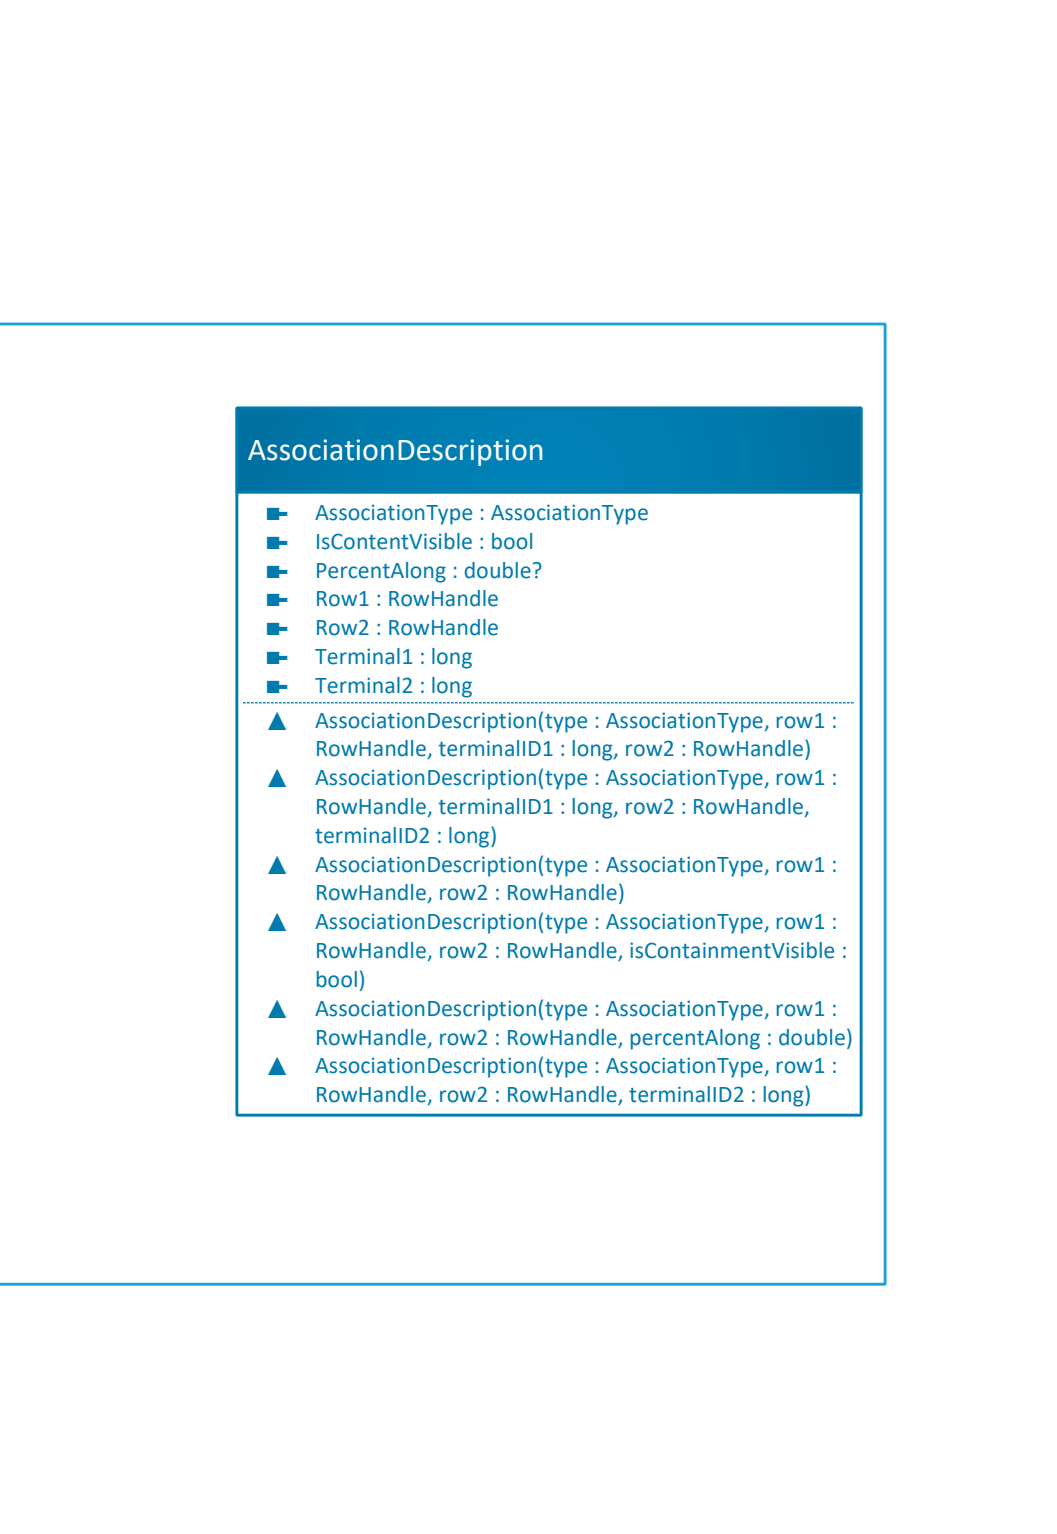 AssociationDescription
AssociationType : AssociationType
IsContentVisible : bool
PercentAlong : double?
Row1 : RowHandle
Row2 : RowHandle
Terminal1 : long
Terminal2 : long
AssociationDescription(type : AssociationType, row1 :
RowHandle, terminalID1 : long, row2 : RowHandle)
AssociationDescription(type : AssociationType, row1 :
RowHandle, terminalID1 : long, row2 : RowHandle,
terminalID2 : long)
AssociationDescription(type : AssociationType, row1 :
RowHandle, row2 : RowHandle)
AssociationDescription(type : AssociationType, row1 :
RowHandle, row2 : RowHandle, isContainmentVisible :
bool)
AssociationDescription(type : AssociationType, row1 :
RowHandle, row2 : RowHandle, percentAlong : double)
AssociationDescription(type : AssociationType, row1 :
RowHandle, row2 : RowHandle, terminalID2 : long)